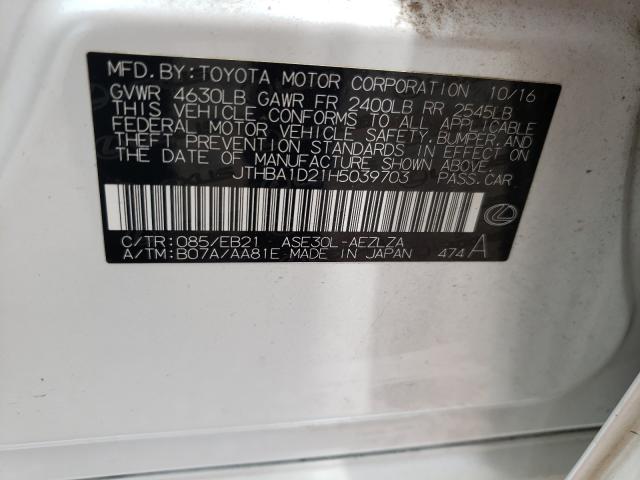 MFD. BY: TOYOTA MOTOR CORPORATION 10/16
GVWR 4630LB GAWR FR 2400LB RR 2545LB
THIS VEHICLE CONFORMS TO ALL APPLICABLE
FEDERAL MOTOR VEHICLE SAFETY, BUMPER, AND
THEFT PREVENTION STANDARDS IN EFFECT ON
THE DATE OF MANUFACTURE SHOWN ABOVE.
JTHBA1D21H5039703 PASS. CAR
C/TR: 085/EB21 ASE30L-AEZLZA
A/TM: B07A/AA81E MADE IN JAPAN 474 A